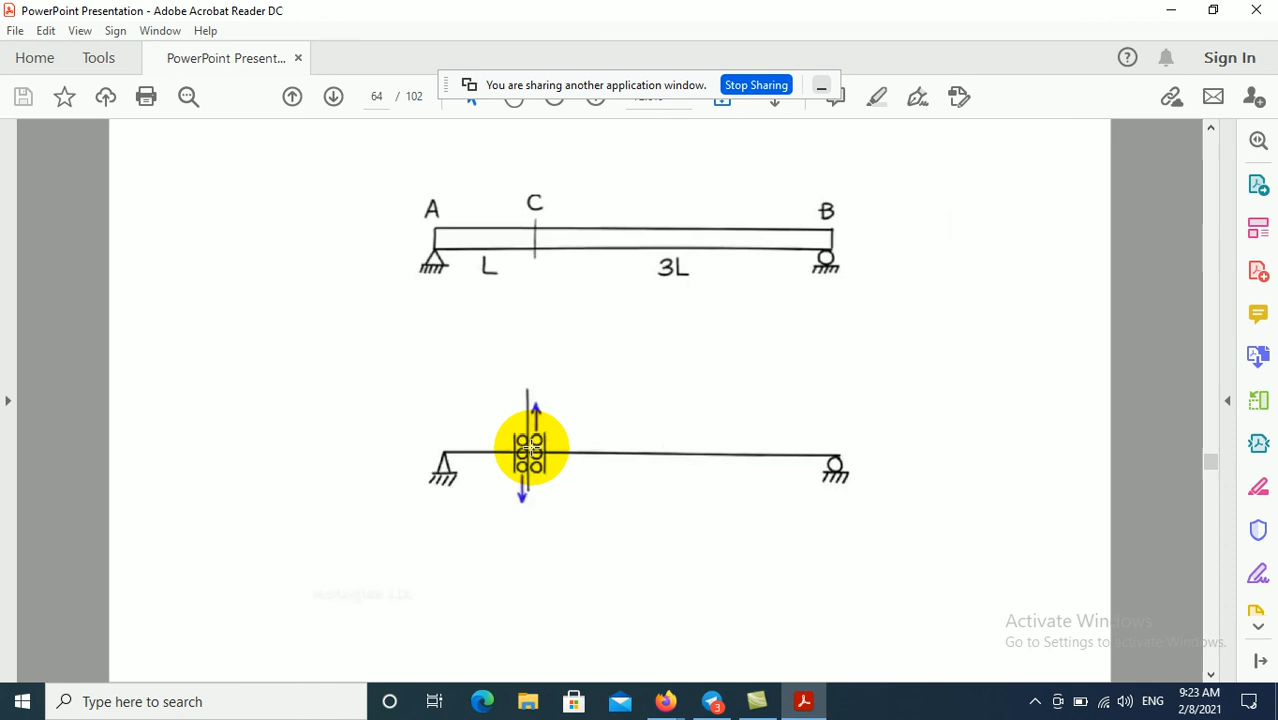 PowerPoint Presentation - Adobe Acrobat Reader DC
File Edit View Sign Window Help
Home Tools PowerPoint Present... × Sign In
You are sharing another application window. Stop Sharing
64 / 102
A C B
L 3L
Activate Windows
Go to Settings to activate Windows.
Type here to search
3
ENG
9:23 AM
2/8/2021